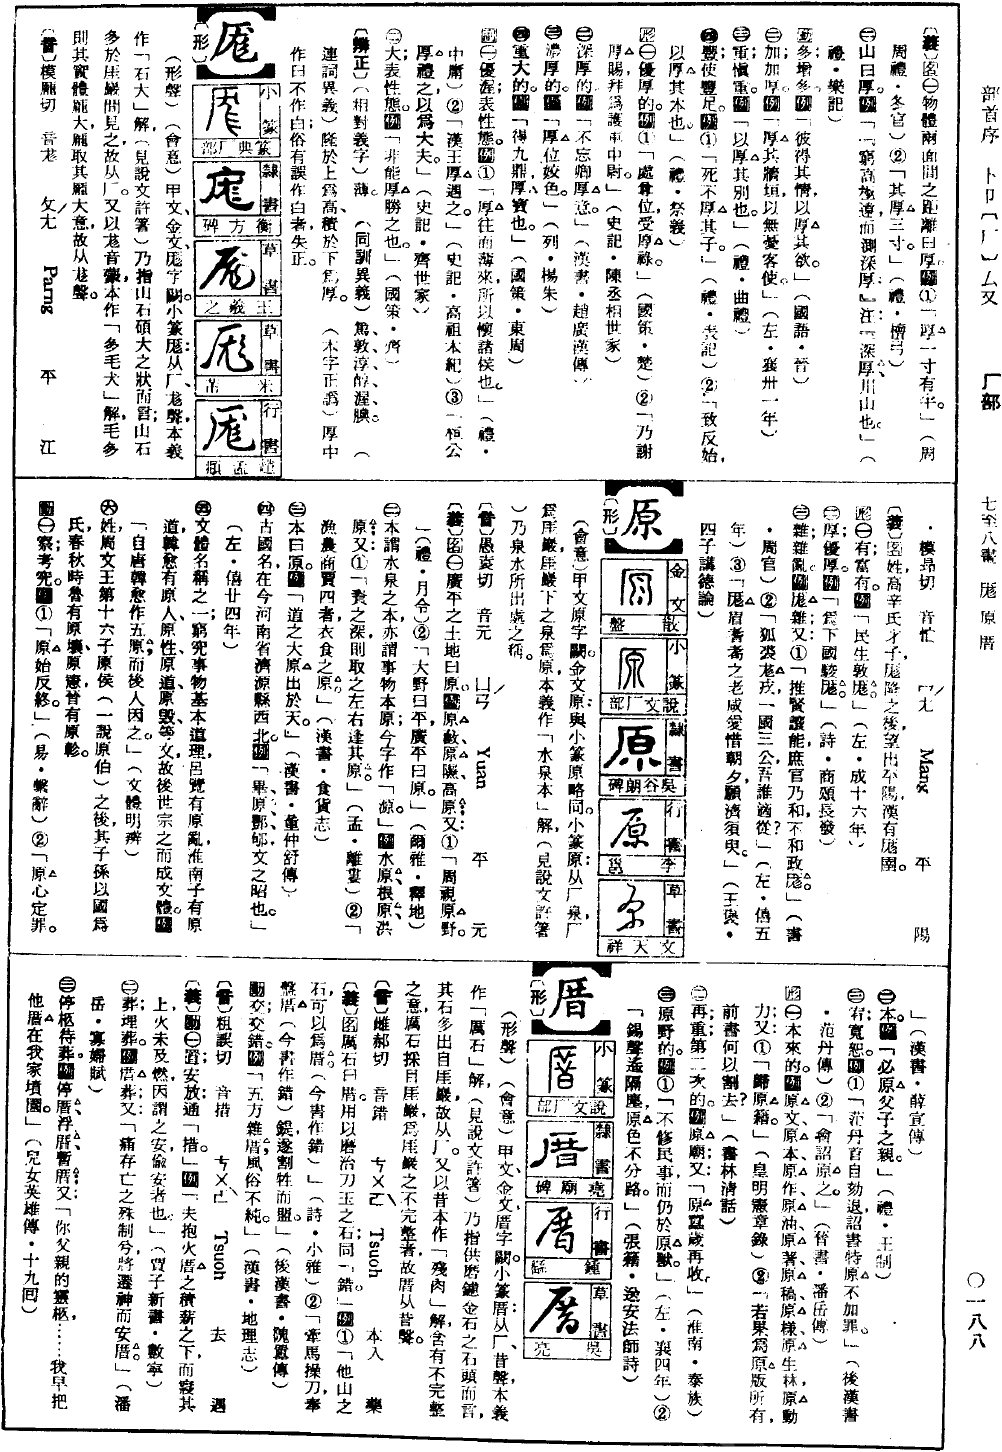 部首序　卜卩㔾厂㔾厶又　厂部　七至八畫　厖原厝　〇一八八
〔義〕㊁名㊀物體兩面間之距離曰厚。例①「厚一寸有半。」（周
周禮・冬官）②「其厚三寸。」（禮・檀弓）
㊁山曰厚。例「『窮高極遠而測深厚』注『深厚川山也。』」（
禮・樂記）
動多增多。例「彼得其情以厚其欲。」（國語・晉）
㊁加加厚。例「厚其牆垣以無憂客使。」（左・襄卅一年）
㊂重愼重。例「以厚其別也。」（禮・曲禮）
㊃豐使豐足。例①「死不厚其子。」（禮・表記）②「致反始，
以厚其本也。」（禮・祭義）
形㊀優厚的。例①「處尊位受厚祿。」（國策・楚）②「乃謝
厚賜拜爲護軍中尉。」（史記・陳丞相世家）
㊁深厚的。例「不忘卿厚意。」（漢書・趙廣漢傳）
㊂濃厚的。例「厚位姣色。」（列・楊朱）
㊃重大的。例「得九鼎厚寶也。」（國策・東周）
副㊀優渥表性態。例①「厚往而薄來所以懷諸侯也。」（禮・
中庸）②「漢王厚遇之。」（史記・高祖本紀）③「桓公
厚禮之以爲大夫。」（史記・齊世家）
㊁大表性態。例「非能厚勝之也。」（國策・齊）
〔辨正〕（相對義字）薄。（同訓異義）篤、敦、淳、醇、渥、腆。（
連詞異義）隆於上爲高積於下爲厚。（本字正譌）厚中
作日不作白俗有誤作白者失正。
厖
〔形〕
小篆　篆典厂部
隸書　衡方碑
草書　王羲之
草書　米芾
行書　趙孟頫
（形聲）（會意）甲文、金文厖字闕。小篆厖：从厂、尨聲，本義
作「石大」解，（見說文許箸）乃指山石碩大之狀而言；山石
多於厓巖間見之，故从厂。又以尨音龎，本作「多毛犬」解，毛多
則其實體龎大，厖取其龎大意，故从尨聲。
〔音〕模龎切　音尨　ㄆㄤˊ　Parng　平　江
・模昻切　音忙　ㄇㄤˊ　Mang　平　陽
〔義〕名姓高辛氏才子厖降之後，望出平陽，漢有厖園。
形㊀有富有。例「民生敦厖。」（左・成十六年）
㊁厚優厚。例「爲下國駿厖。」（詩・商頌長發）
㊂雜雜亂。例厖雜又：①「推賢讓能庶官乃和不和政厖。」（書
・周官）②「狐裘厖戎，一國三公吾誰適從？」（左・僖五
年）③「厖眉耆耇之老咸愛惜朝夕願濟須臾。」（王褒・
四子講德論）
原
〔形〕
金文　散盤
小篆　說文厂部
隸書　吳谷朗碑
行書　李邕
草書　文天祥
（會意）甲文原字闕。金文原：與小篆原略同。小篆原从厂泉，厂
爲厓巖，厓巖下之泉爲原，本義作「水泉本」解（見說文許箸
）乃泉水所出處之稱。
〔音〕愚袁切　音元　ㄩㄢˊ　Yuan　平　元
〔義〕名㊀廣平之土地曰原。例原藪、原隰、高原又：①「周視原野。
」（禮・月令）②「大野曰平，廣平曰原。」（爾雅・釋地）
㊁本謂水泉之本，亦謂事物本原；今字作「源。」例水原、根原、洪
原又：①「資之深，則取之左右逢其原。」（孟・離婁）②「
漁農商賈四者，衣食之原。」（漢書・食貨志）
㊂本曰源。例「道之大原出於天。」（漢書・董仲舒傳）
㊃古國名在今河南省濟源縣西北。例「畢、原、酆、郇文之昭也。」
（左・僖廿四年）
㊄文體名稱之一；窮究事物基本道理，呂覽有原亂，淮南子有原
道，韓愈有原人、原性、原道、原毀等文，故後世宗之而成文體。例
「自唐韓愈作五原；而後人因之。」（文體明辨）
㊅姓周文王第十六子原侯（一說原伯）之後其子孫以國爲
氏，春秋時魯有原壤、原憲，晉有原軫。
動㊀察考究。例①「原始反終。」（易・繫辭）②「原心定罪。
」（漢書・薛宣傳）
㊁本。例「必原父子之親。」（禮・王制）
㊂宥寬恕。例①「范丹首自劾退詔書特原不加罪。」（後漢書
・范丹傳）②「會詔原之。」（晉書・潘岳傳）
形㊀本來的。例原文、原本、原作、原油、原著、原稿、原樣、原生林、原動
力又：①「歸原籍。」（皇明憲章錄）②「若果爲原版所有，
前書何以割去？」（書林清話）
㊁再重第二次的。例原廟又：「原蠶歲再收。」（淮南・泰族）
㊂原野的。例①「不修民事而仍於原獸。」（左・襄四年）②
「錫聲遙隔塵，原色不分路。」（張籍・送安法師詩）
厝
〔形〕
小篆　說文厂部
隸書　堯廟碑
行書　鍾繇
草書　吳亮
（形聲）（會意）甲文、金文厝字闕。小篆：厝从厂、昔聲，本義
作「厲石」解，（見說文許箸）乃指供磨鑢金石之石頭而言，
其石多出自厓巖，故从厂。又以昔本作「殘肉」解含有不完整
之意，厲石採自厓巖，爲厓巖之不完整者，故厝从昔聲。
〔音〕雌郝切　音錯　ㄘㄨㄛˋ　Tsuoh　本入　藥
〔義〕名厲石曰厝，用以磨治刀玉之石；同「錯。」例①「他山之
石可以爲厝（今書作錯）。」（詩・小雅）②「牽馬操刀，奉
盤厝（今書作錯）鍉，遂割牲而盟。」（後漢書・隗囂傳）
動交交錯。例「五方雜厝，風俗不純。」（漢書・地理志）
〔音〕粗誤切　音措　ㄘㄨㄛˋ　Tsuoh　去　遇
〔義〕動㊀置安放；通「措。」例「夫抱火厝之積薪之下而寢其
上，火未及燃，因謂之安偷安者也。」（賈子新書・數寧）
㊁葬埋葬。例厝葬又：「痛存亡之殊制兮，將遷神而安厝。」（潘
岳・寡婦賦）
㊂停柩待葬。例停厝、浮厝、暫厝又：「你父親的靈柩……我早把
他厝在我家墳園。」（兒女英雄傳・十九回）